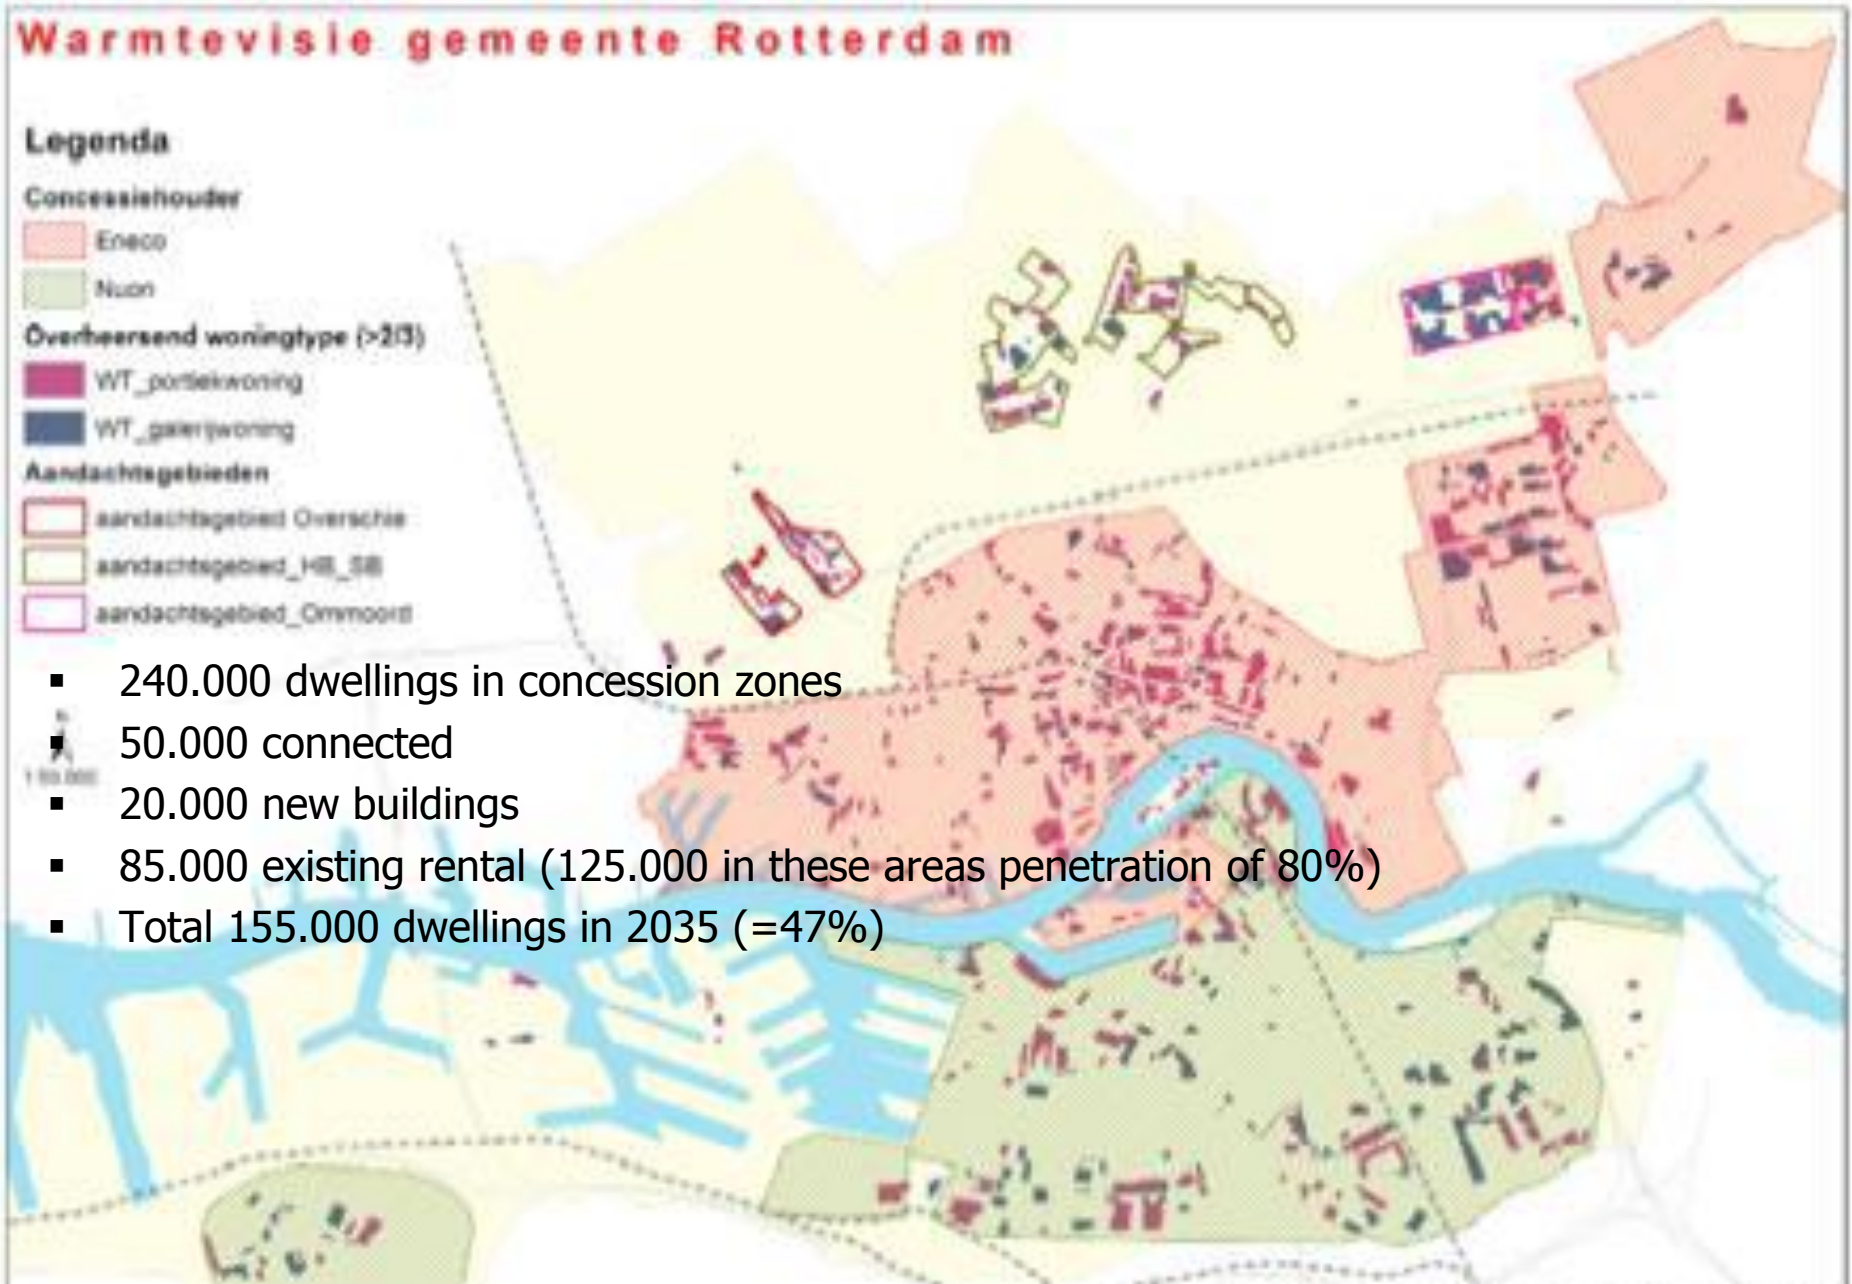 Warmtevisie gemeente Rotterdam
Legenda
Concessiehouder
Eneco
Nuon
Overheersend woningtype (>2/3)
WT_portiekwoning
WT_galerijwoning
Aandachtsgebieden
aandachtsgebied Overschie
aandachtsgebied_HB_SB
aandachtsgebied_Ommoord
▪ 240.000 dwellings in concession zones
▪ 50.000 connected
▪ 20.000 new buildings
▪ 85.000 existing rental (125.000 in these areas penetration of 80%)
▪ Total 155.000 dwellings in 2035 (=47%)